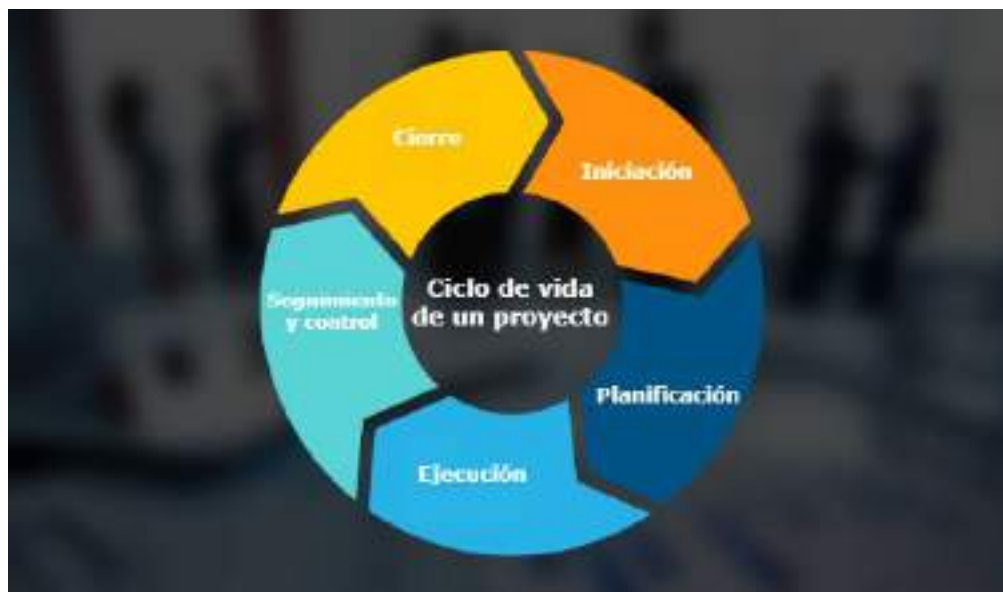 Cierre
Iniciación
Ciclo de vida
de un proyecto
Seguimiento
y control
Planificación
Ejecución